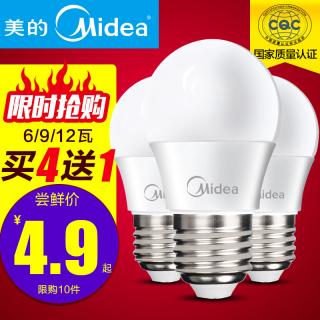 美的 Midea
CQC
国家质量认证
限时抢购
6/9/12瓦
买4送1
尝鲜价
¥4.9起
限购10件
Midea